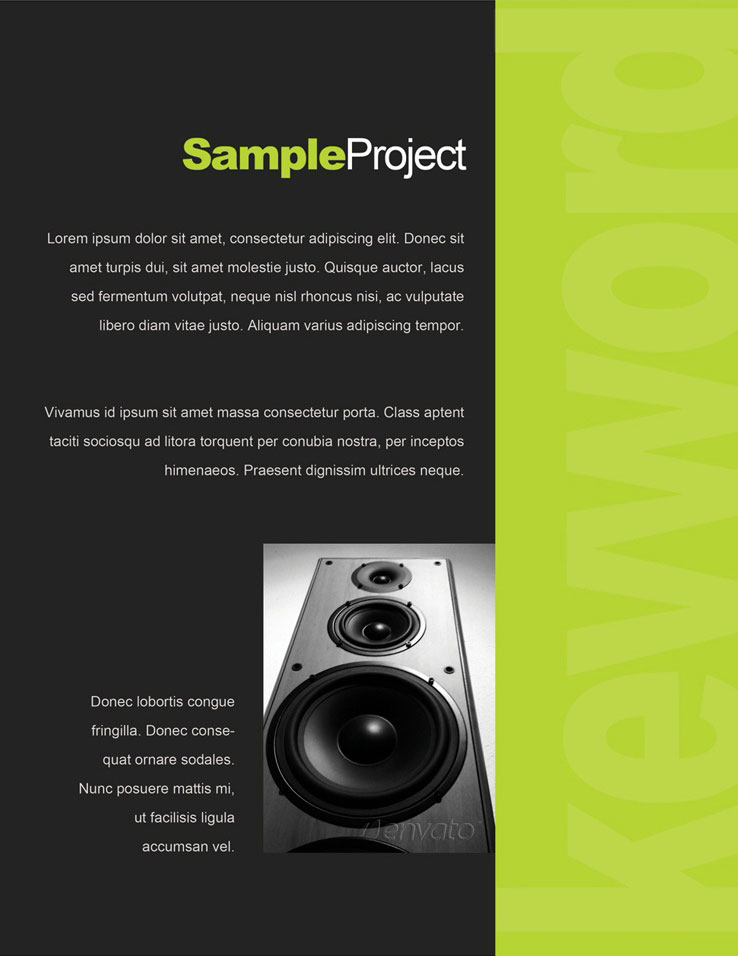 SampleProject
Lorem ipsum dolor sit amet, consectetur adipiscing elit. Donec sit
amet turpis dui, sit amet molestie justo. Quisque auctor, lacus
sed fermentum volutpat, neque nisl rhoncus nisi, ac vulputate
libero diam vitae justo. Aliquam varius adipiscing tempor.
Vivamus id ipsum sit amet massa consectetur porta. Class aptent
taciti sociosqu ad litora torquent per conubia nostra, per inceptos
himenaeos. Praesent dignissim ultrices neque.
Donec lobortis congue
fringilla. Donec conse-
quat ornare sodales.
Nunc posuere mattis mi,
ut facilisis ligula
accumsan vel.
envato
keyword